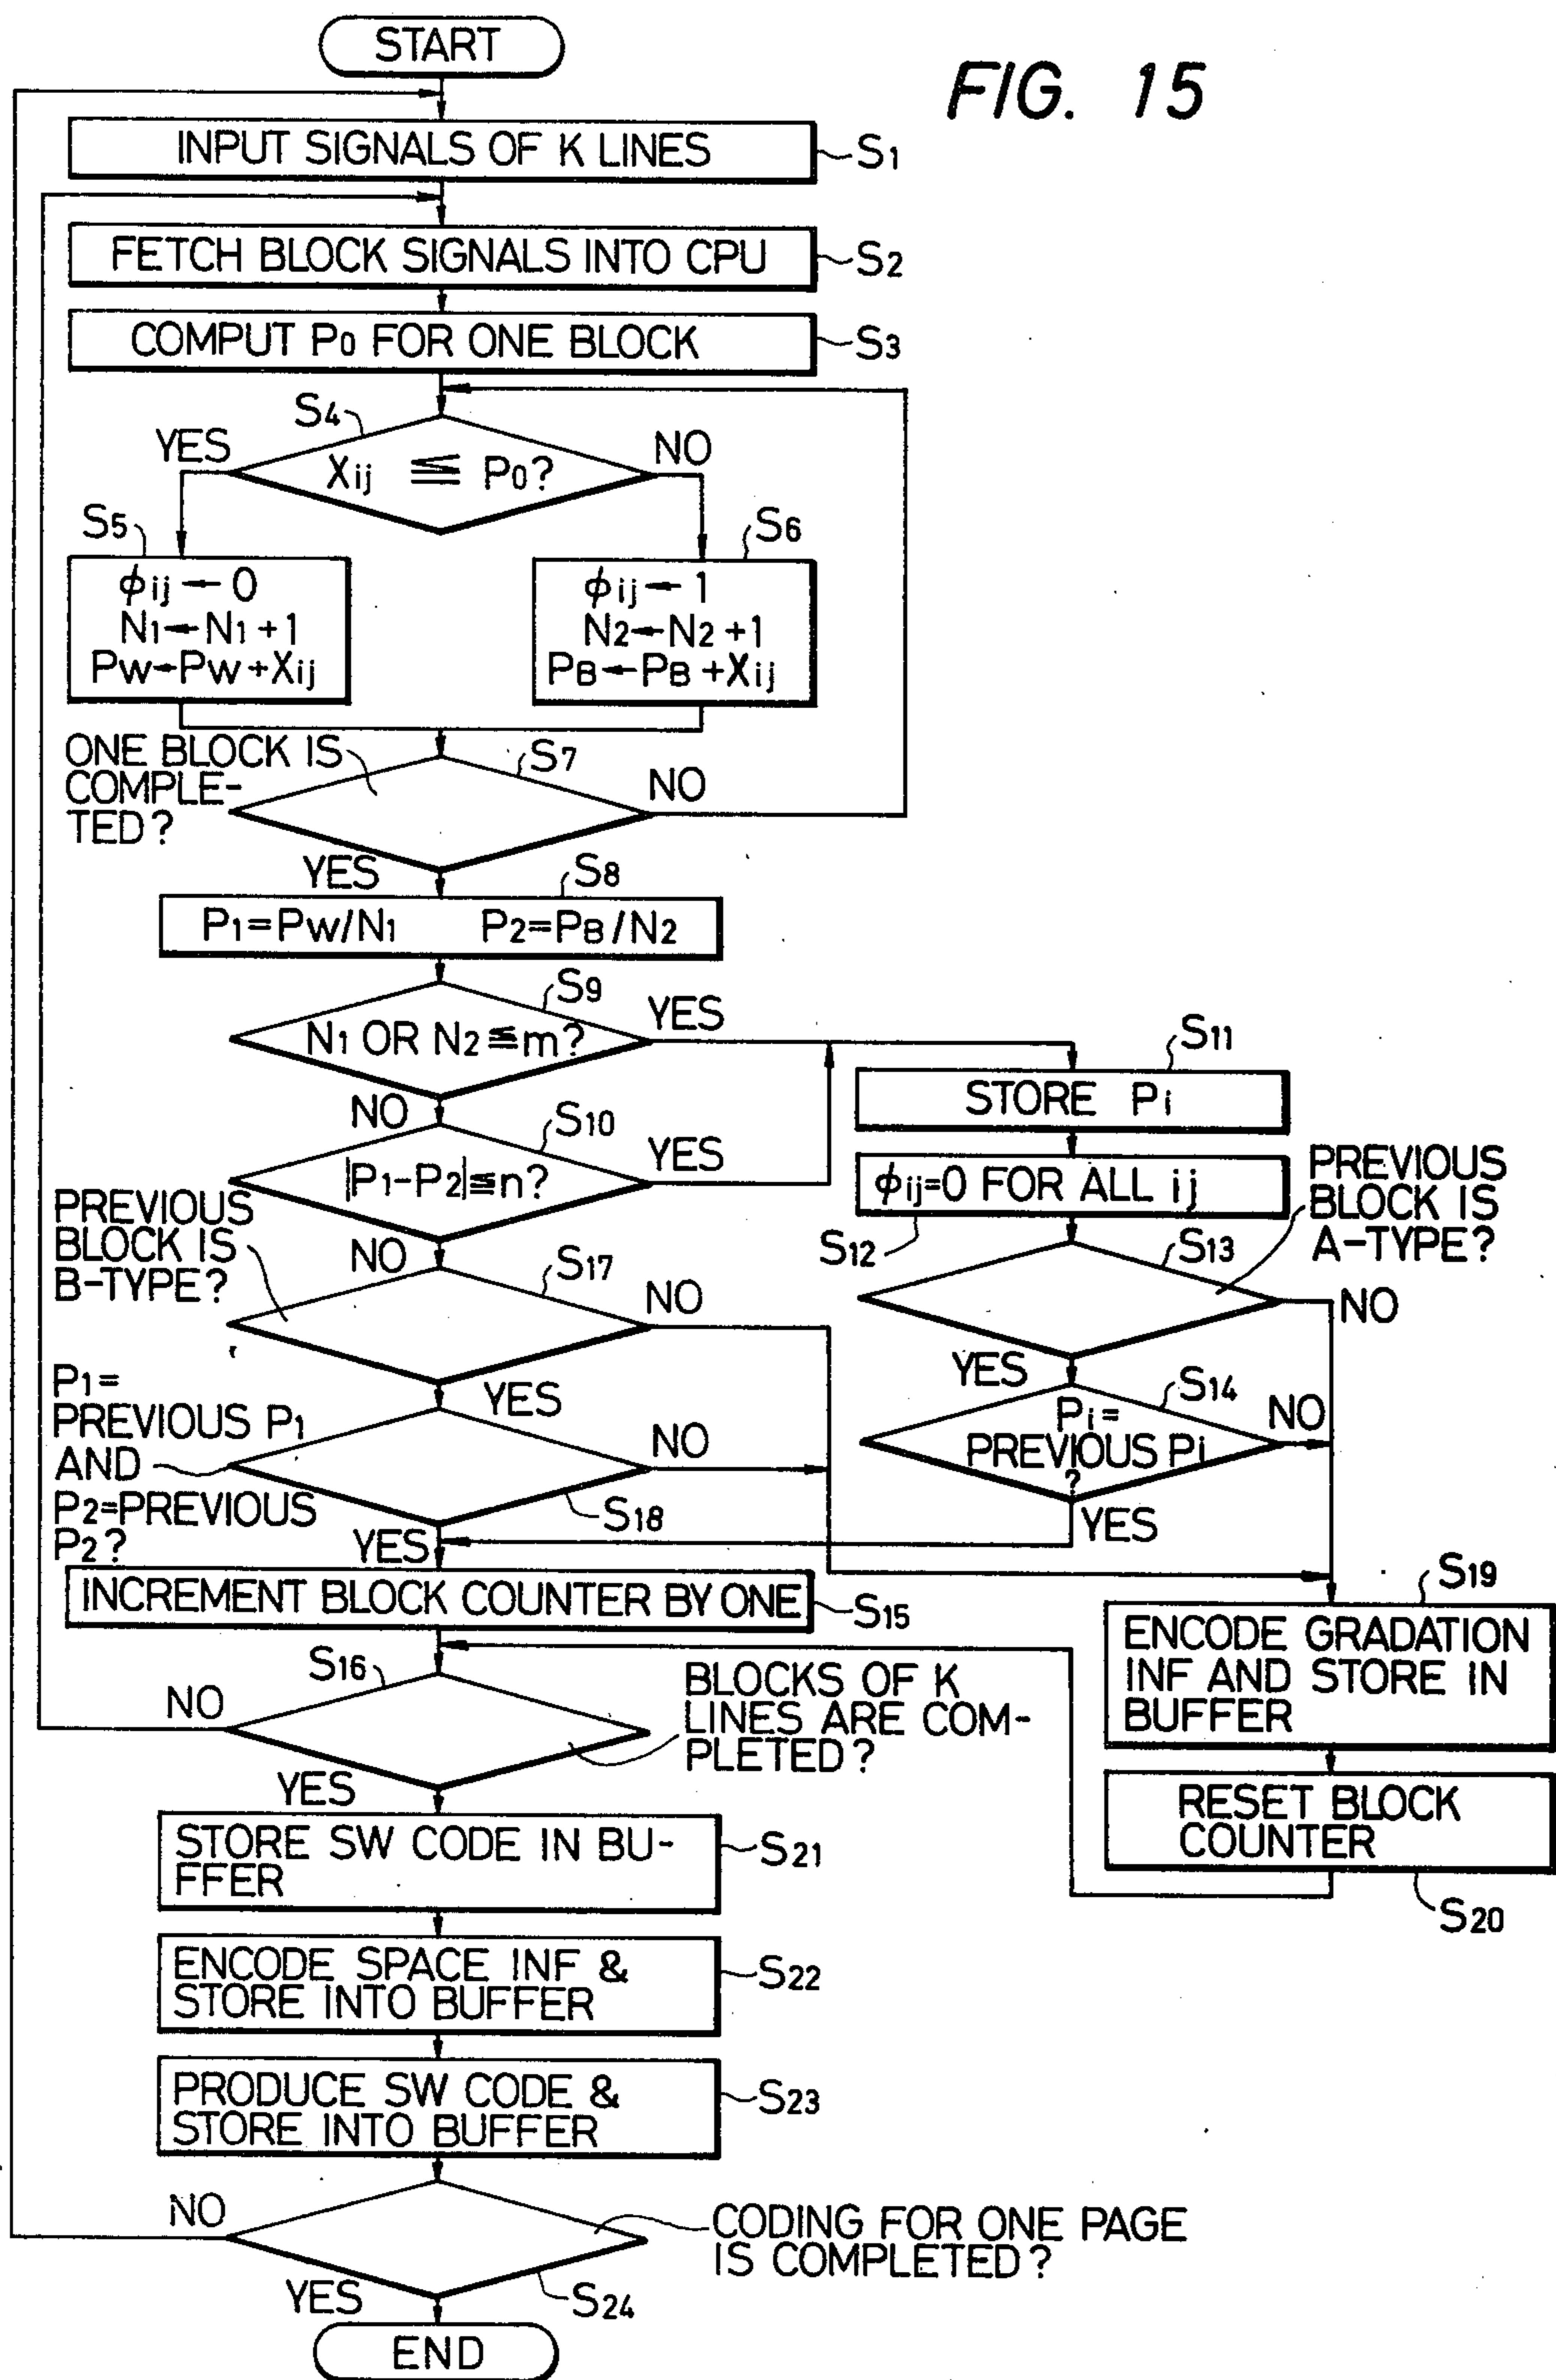 START
FIG. 15
INPUT SIGNALS OF K LINES
S1
FETCH BLOCK SIGNALS INTO CPU
S2
COMPUT P0 FOR ONE BLOCK
S3
S4
YES
NO
Xij ≦ P0?
S5
ϕij ← 0
N1←N1+1
PW←PW+Xij
S6
ϕij ← 1
N2←N2+1
PB←PB+Xij
ONE BLOCK IS
COMPLE-
TED?
S7
NO
YES
S8
P1=PW/N1 P2=PB/N2
S9
N1 OR N2 ≦m?
YES
NO
S10
|P1-P2|≦n?
YES
NO
S11
STORE Pi
ϕij=0 FOR ALL ij
S12
PREVIOUS
BLOCK IS
A-TYPE?
S13
NO
YES
S14
Pi=
PREVIOUS Pi
?
NO
YES
PREVIOUS
BLOCK IS
B-TYPE?
S17
NO
YES
P1=
PREVIOUS P1
AND
P2=PREVIOUS
P2?
NO
S18
YES
INCREMENT BLOCK COUNTER BY ONE
S15
S16
NO
BLOCKS OF K
LINES ARE COM-
PLETED?
YES
S19
ENCODE GRADATION
INF AND STORE IN
BUFFER
RESET BLOCK
COUNTER
S20
STORE SW CODE IN BU-
FFER
S21
ENCODE SPACE INF &
STORE INTO BUFFER
S22
PRODUCE SW CODE &
STORE INTO BUFFER
S23
NO
CODING FOR ONE PAGE
IS COMPLETED?
YES
S24
END